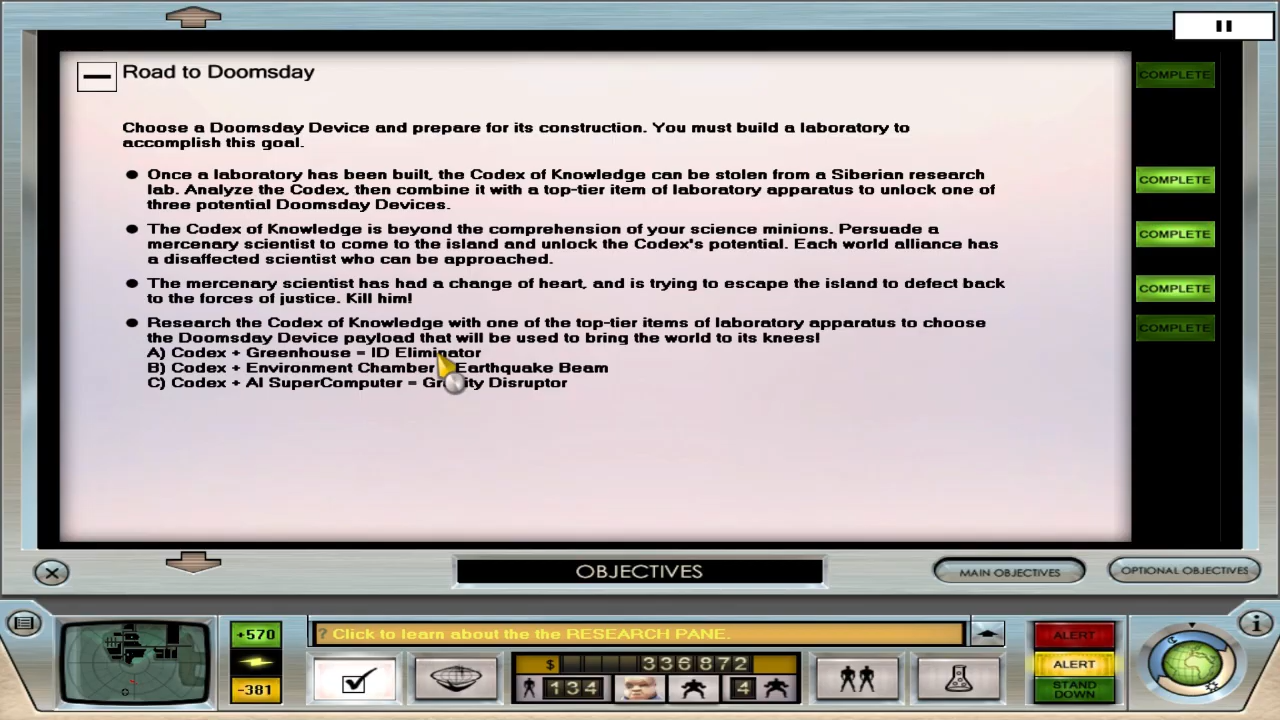 Road to Doomsday
COMPLETE
Choose a Doomsday Device and prepare for its construction. You must build a laboratory to
accomplish this goal.
Once a laboratory has been built, the Codex of Knowledge can be stolen from a Siberian research
lab. Analyze the Codex, then combine it with a top-tier item of laboratory apparatus to unlock one of
three potential Doomsday Devices.
COMPLETE
The Codex of Knowledge is beyond the comprehension of your science minions. Persuade a
mercenary scientist to come to the island and unlock the Codex's potential. Each world alliance has
a disaffected scientist who can be approached.
COMPLETE
The mercenary scientist has had a change of heart, and is trying to escape the island to defect back
to the forces of justice. Kill him!
COMPLETE
Research the Codex of Knowledge with one of the top-tier items of laboratory apparatus to choose
the Doomsday Device payload that will be used to bring the world to its knees!
COMPLETE
A) Codex + Greenhouse = ID Eliminator
B) Codex + Environment Chamber Earthquake Beam
C) Codex + AI SuperComputer = Disruptor
OBJECTIVES
MAIN OBJECTIVES
OPTIONAL OBJECTIVES
+570
-381
? Click to learn about the the RESEARCH PANE.
$ 336872
134
4
ALERT
ALERT
STAND
DOWN